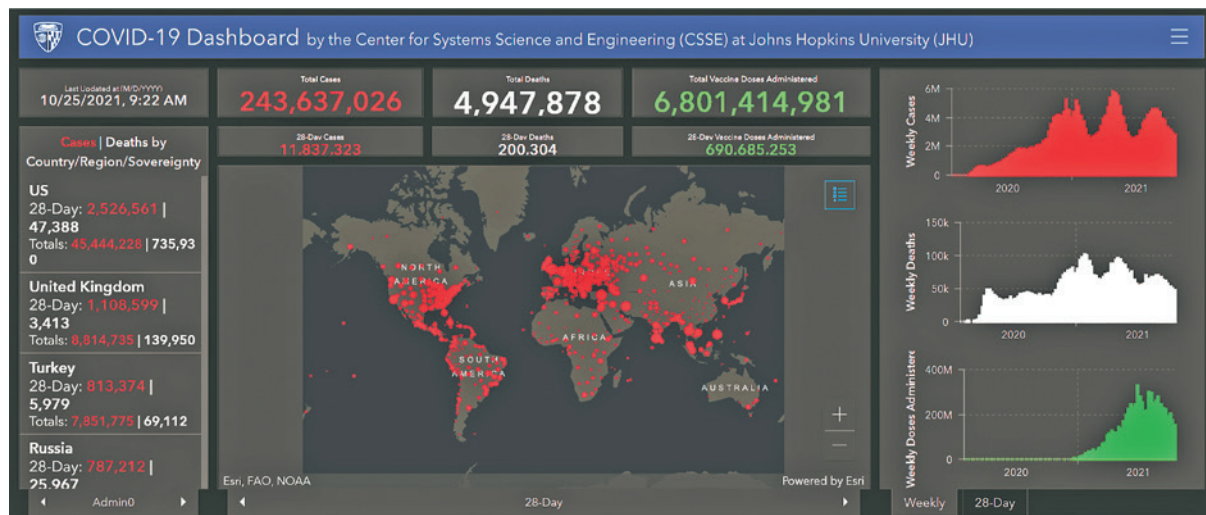 COVID-19 Dashboard by the Center for Systems Science and Engineering (CSSE) at Johns Hopkins University (JHU)
Last Updated at (M/D/YYYY)
10/25/2021, 9:22 AM
Cases | Deaths by
Country/Region/Sovereignty
US
28-Day: 2,526,561 |
47,388
Totals: 45,444,228 | 735,93
0
United Kingdom
28-Day: 1,108,599 |
3,413
Totals: 8,814,735 | 139,950
Turkey
28-Day: 813,374 |
5,979
Totals: 7,851,775 | 69,112
Russia
28-Day: 787,212 |
25,967
Admin0
Total Cases
243,637,026
Total Deaths
4,947,878
Total Vaccine Doses Administered
6,801,414,981
28-Day Cases
11,837,323
28-Day Deaths
200,304
28-Day Vaccine Doses Administered
690,685,253
NORTH
AMERICA
EUROPE
ASIA
AFRICA
SOUTH
AMERICA
AUSTRALIA
+
−
Esri, FAO, NOAA
Powered by Esri
28-Day
Weekly Cases
6M
4M
2M
0
2020
2021
Weekly Deaths
150k
100k
50k
0
2020
2021
Weekly Doses Administere
400M
200M
0
2020
2021
Weekly
28-Day